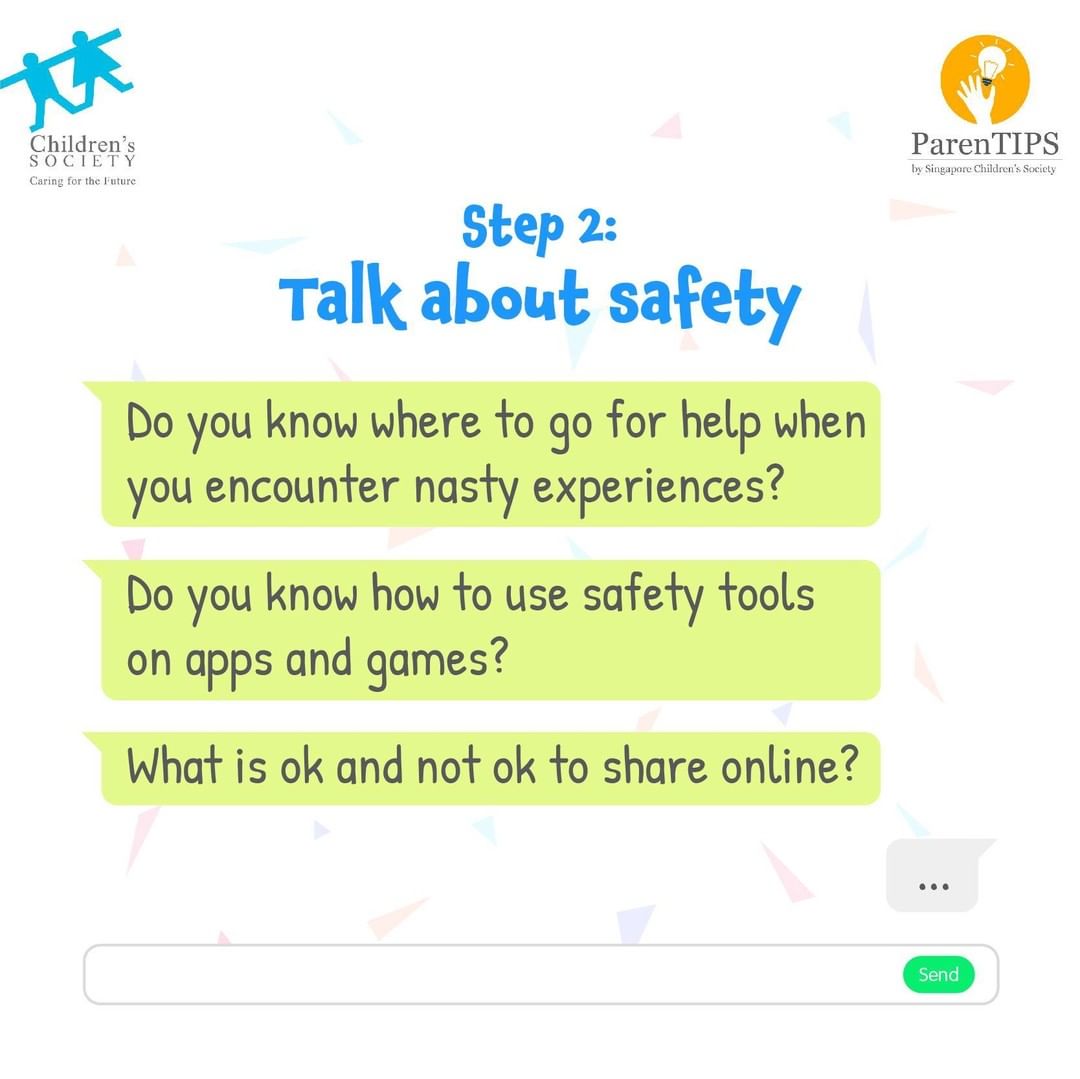 Children's
SOCIETY
Caring for the Future
ParenTIPS
by Singapore Children's Society
Step 2:
Talk about safety
Do you know where to go for help when
you encounter nasty experiences?
Do you know how to use safety tools
on apps and games?
What is ok and not ok to share online?
...
Send